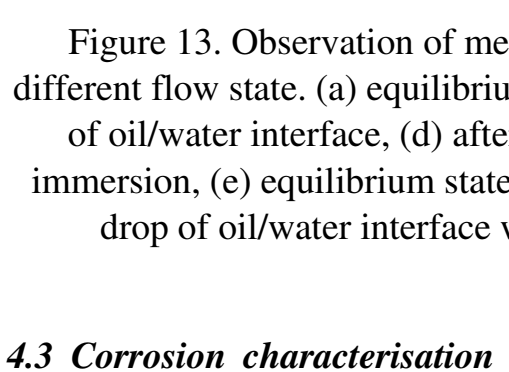 Figure 13. Observation of me
different flow state. (a) equilibriu
of oil/water interface, (d) afte
immersion, (e) equilibrium state
drop of oil/water interface
4.3 Corrosion characterisation